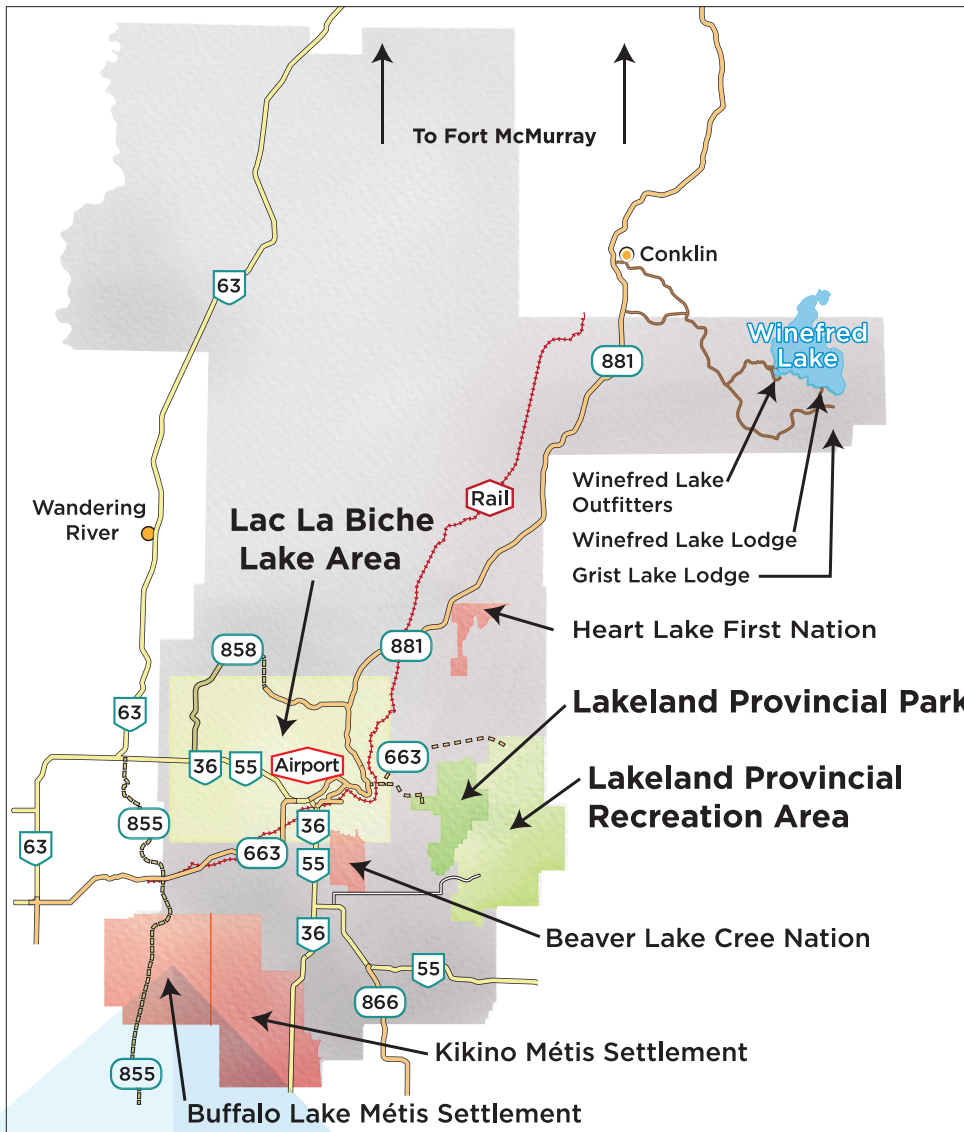 To Fort McMurray
Conklin
63
Winefred
Lake
881
Winefred Lake
Outfitters
Rail
Wandering
River
Lac La Biche
Lake Area
Winefred Lake Lodge
Grist Lake Lodge
Heart Lake First Nation
858
881
Lakeland Provincial Park
63
36
55
Airport
663
Lakeland Provincial
Recreation Area
855
36
63
663
55
36
Beaver Lake Cree Nation
55
866
Kikino Métis Settlement
855
Buffalo Lake Métis Settlement